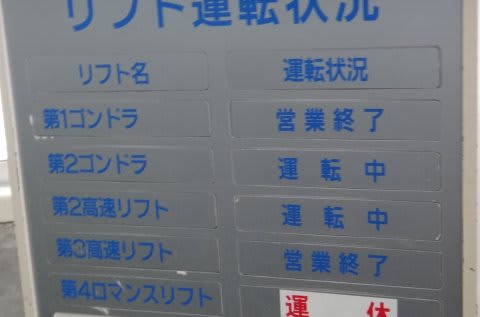 リフト運転状況
リフト名 運転状況
第1ゴンドラ 営業終了
第2ゴンドラ 運転中
第2高速リフト 運転中
第3高速リフト 営業終了
第4ロマンスリフト 運休